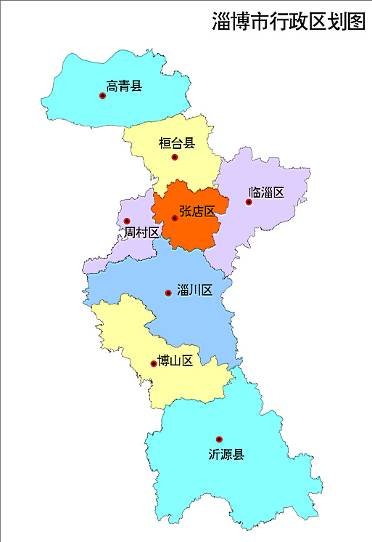 淄博市行政区划图
高青县
桓台县
临淄区
张店区
周村区
淄川区
博山区
沂源县